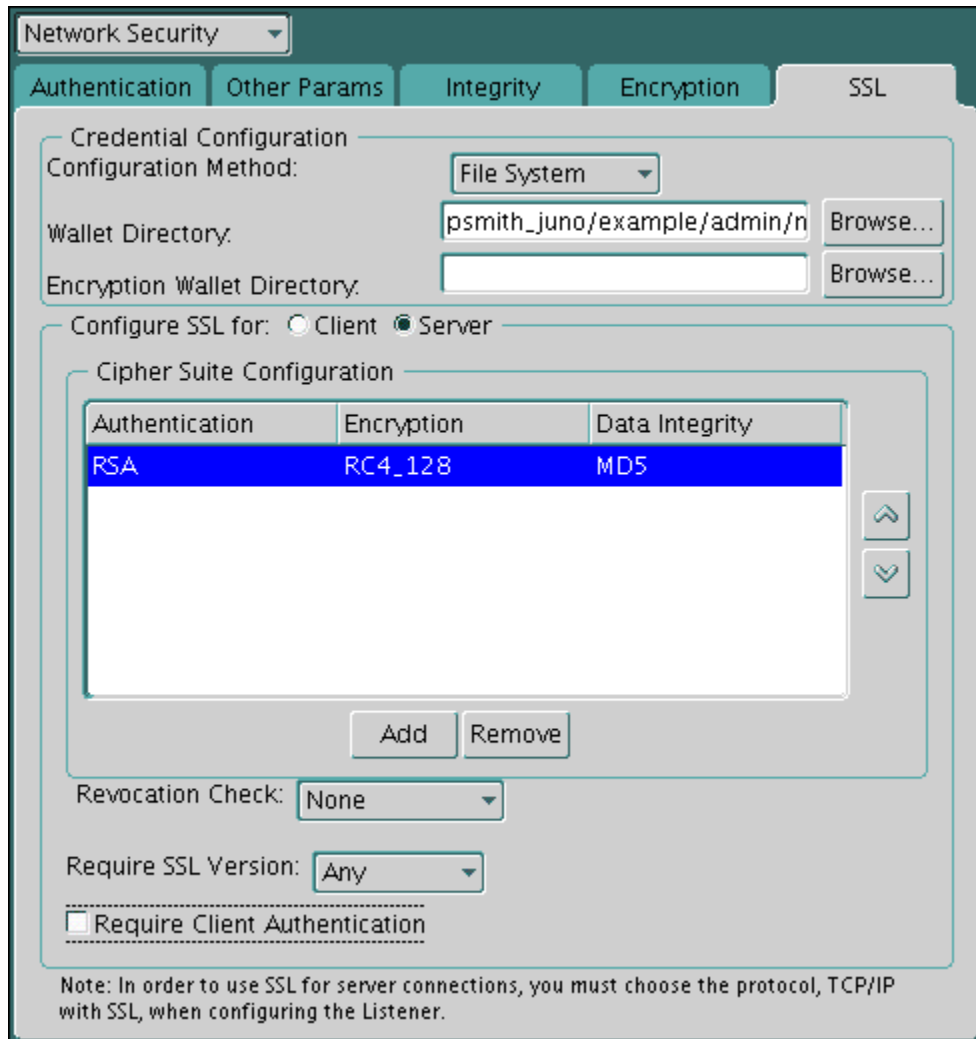 Network Security
Authentication Other Params Integrity Encryption SSL
Credential Configuration
Configuration Method: File System
Wallet Directory: psmith_juno/example/admin/n Browse...
Encryption Wallet Directory: Browse...
Configure SSL for: Client Server
Cipher Suite Configuration
Authentication Encryption Data Integrity
RSA RC4_128 MD5
Add Remove
Revocation Check: None
Require SSL Version: Any
Require Client Authentication
Note: In order to use SSL for server connections, you must choose the protocol, TCP/IP
with SSL, when configuring the Listener.